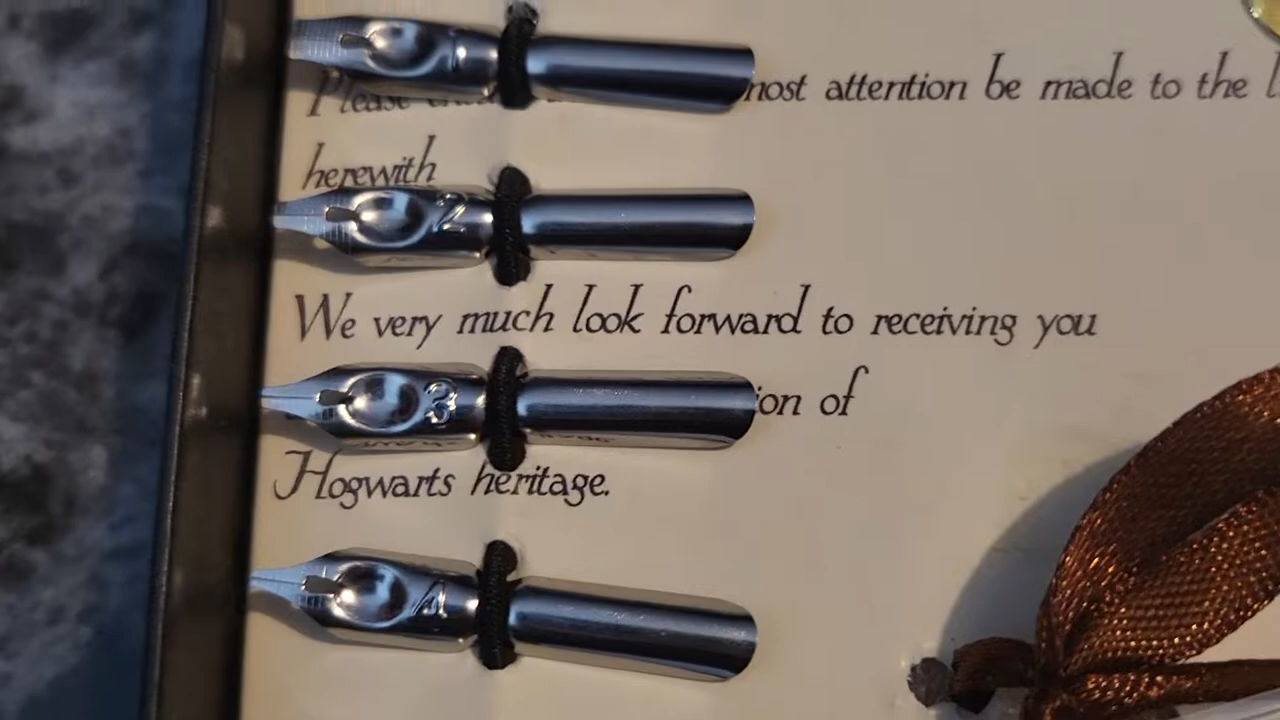 Please most attention be made to the
herewith
2
We very much look forward to receiving you
3
ion of
Hogwarts heritage.
4